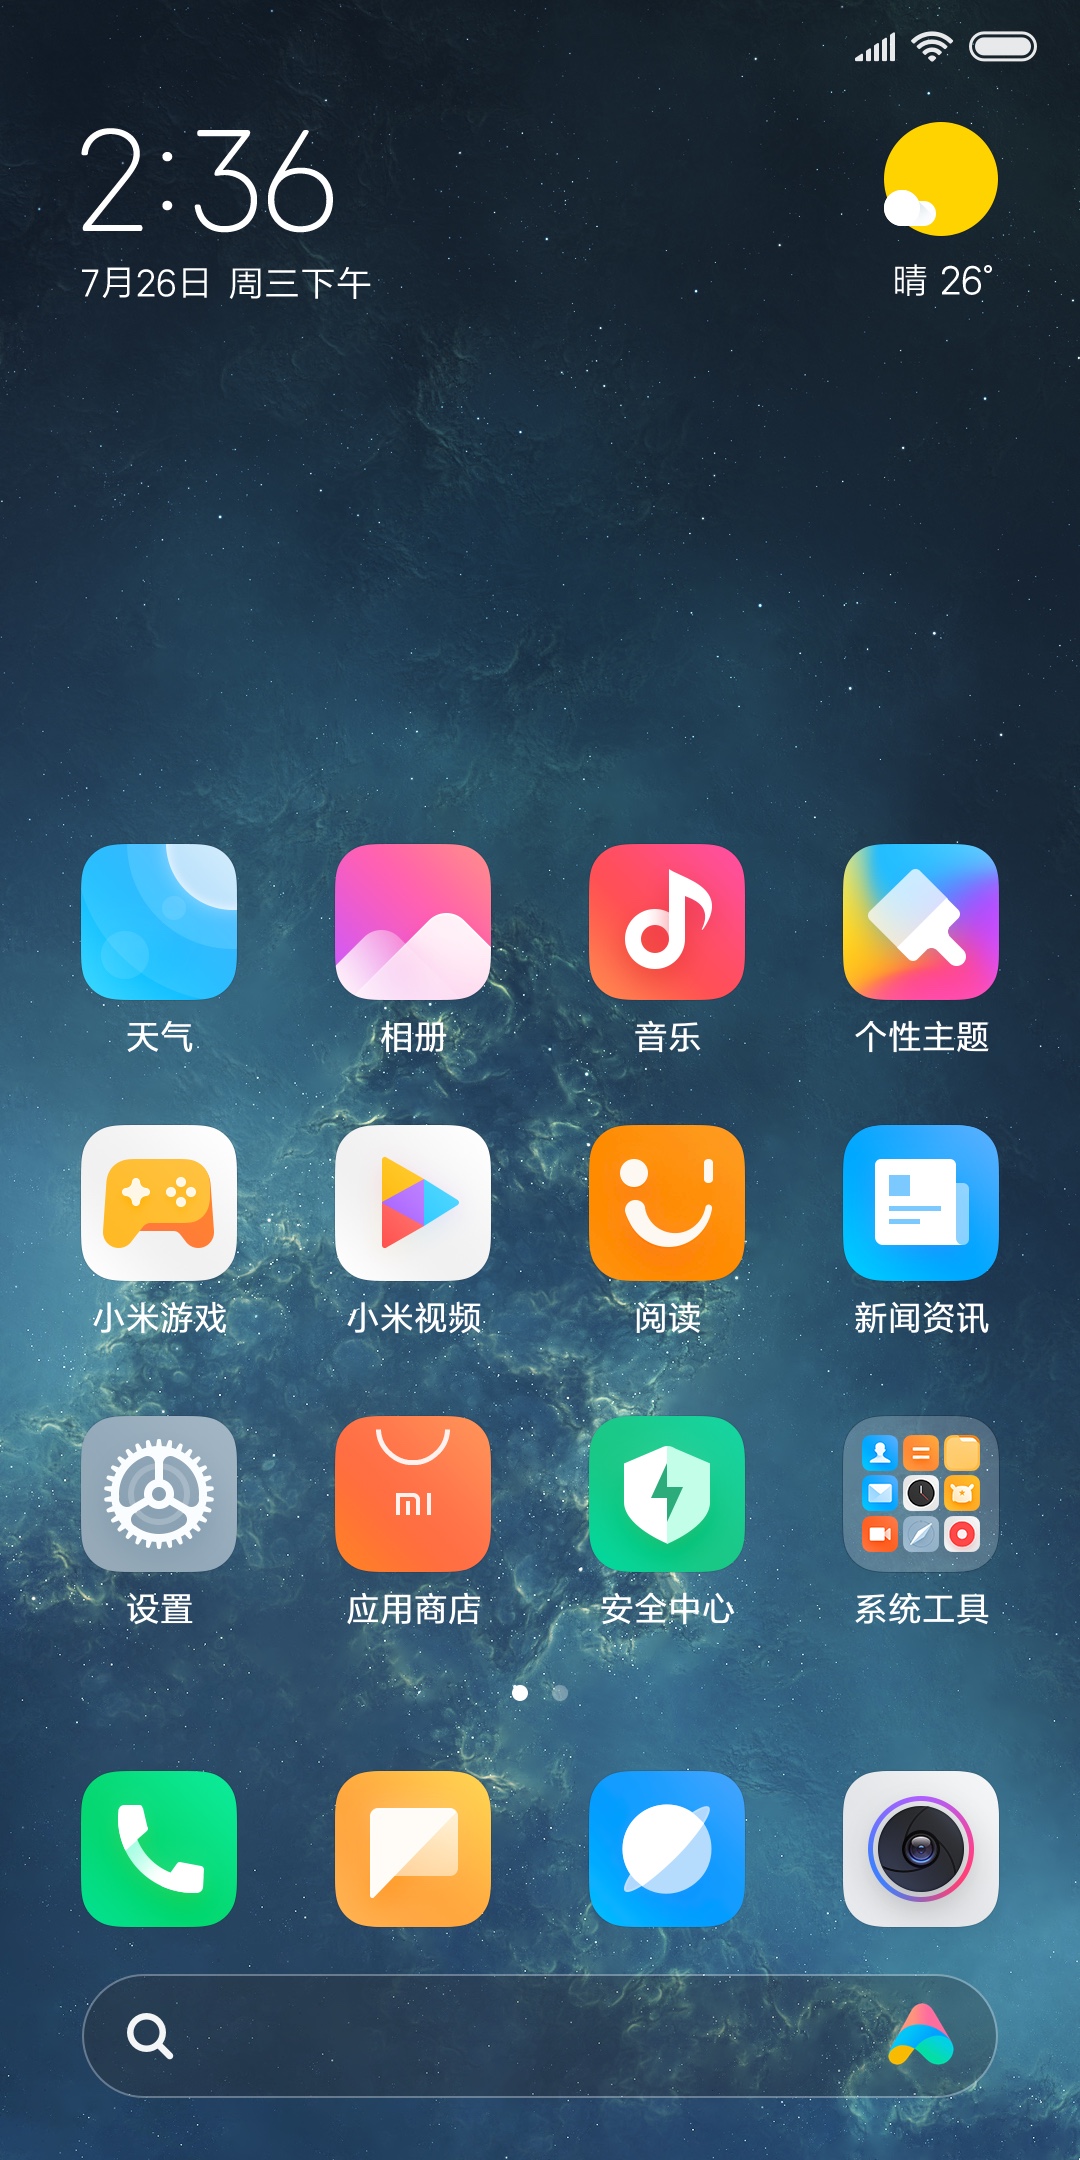 2:36
7月26日 周三下午
晴 26°
天气
相册
音乐
个性主题
小米游戏
小米视频
阅读
新闻资讯
mi
设置
应用商店
安全中心
系统工具